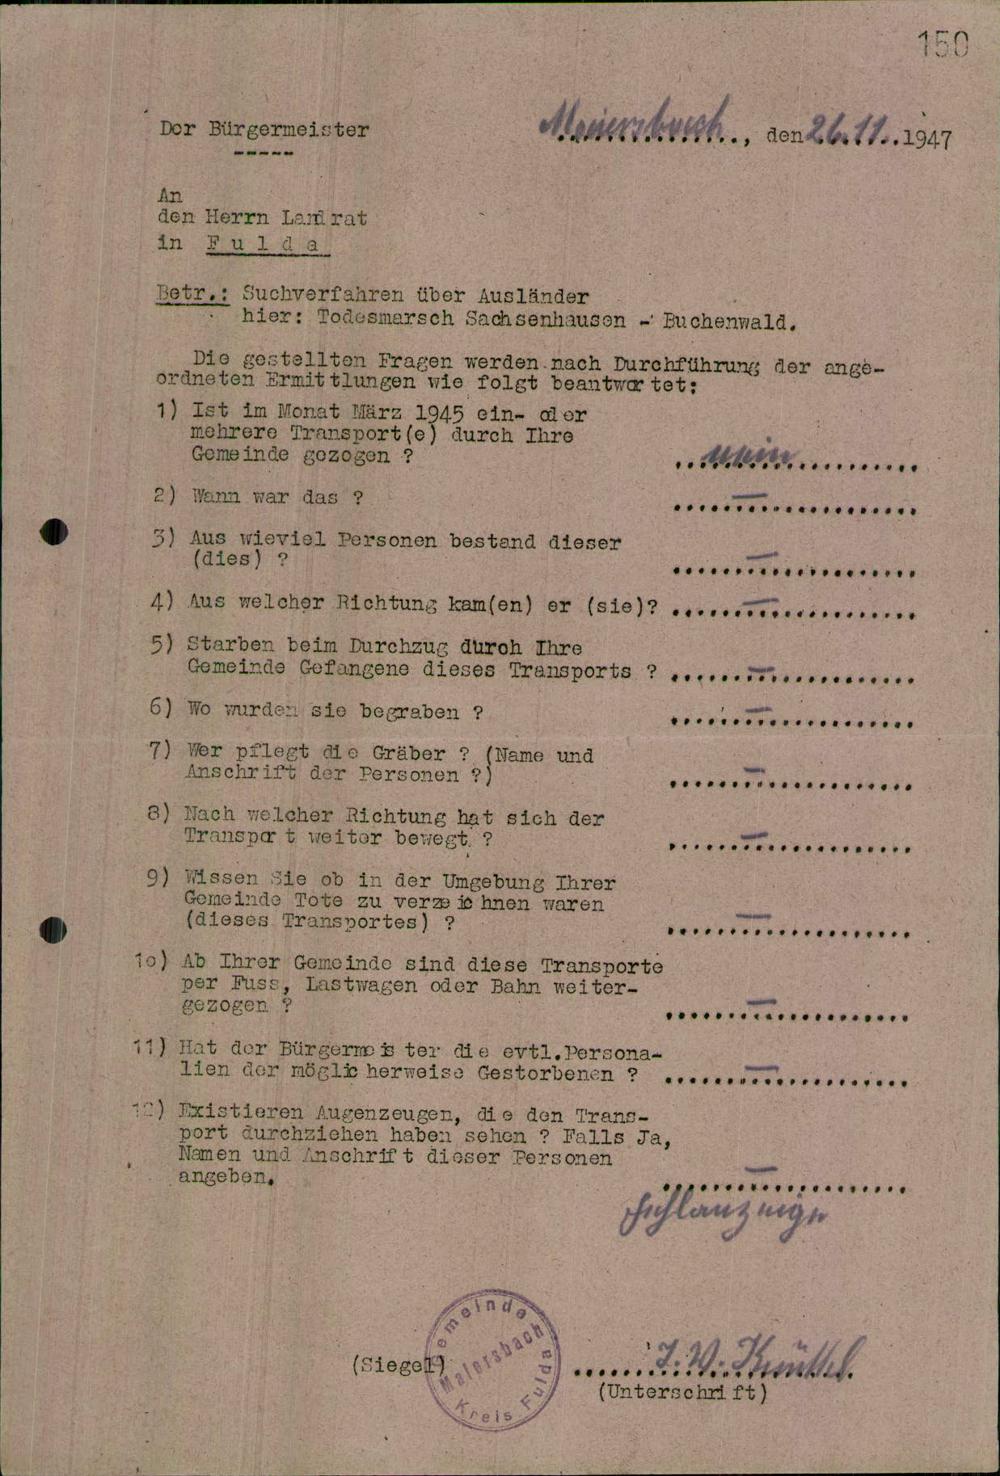 150
Der Bürgermeister
-----
Maiersbach, den 26.11. 1947
An
den Herrn Landrat
in Fulda
Betr.: Suchverfahren über Ausländer
hier: Todesmarsch Sachsenhausen - Buchenwald.
Die gestellten Fragen werden nach Durchführung der ange-
ordneten Ermittlungen wie folgt beantwortet:
1) Ist im Monat März 1945 ein- oder
mehrere Transport(e) durch Ihre
Gemeinde gezogen ? nein
2) Wann war das ? —
3) Aus wieviel Personen bestand dieser
(dies) ? —
4) Aus welcher Richtung kam(en) er (sie)? —
5) Starben beim Durchzug durch Ihre
Gemeinde Gefangene dieses Transports ? —
6) Wo wurden sie begraben ? —
7) Wer pflegt die Gräber ? (Name und
Anschrift der Personen ?) —
8) Nach welcher Richtung hat sich der
Transport weiter bewegt ? —
9) Wissen Sie ob in der Umgebung Ihrer
Gemeinde Tote zu verzeichnen waren
(dieses Transportes) ? —
10) Ab Ihrer Gemeinde sind diese Transporte
per Fuss, Lastwagen oder Bahn weiter-
gezogen ? —
11) Hat der Bürgermeister die evtl.Persona-
lien der möglicherweise Gestorbenen ? —
12) Existieren Augenzeugen, die den Trans-
port durchziehen haben sehen ? Falls Ja,
Namen und Anschrift dieser Personen
angeben. —
Fehlanzeige
Gemeinde
Maiersbach
Kreis Fulda
(Siegel)
(Unterschrift)